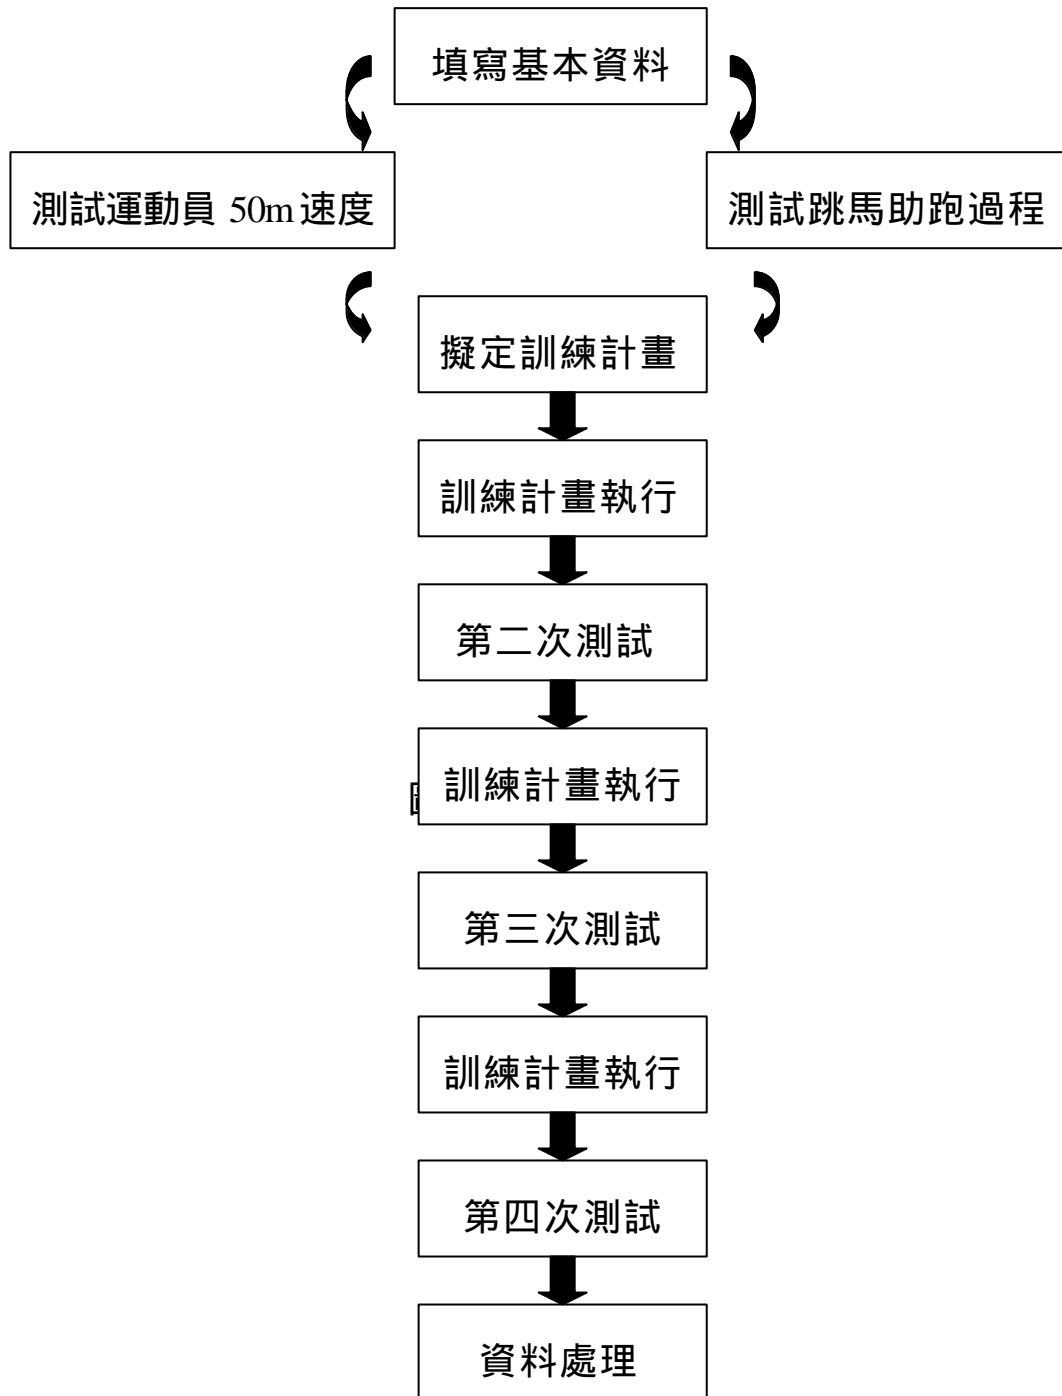 填寫基本資料
測試運動員 50m 速度
測試跳馬助跑過程
擬定訓練計畫
訓練計畫執行
第二次測試
訓練計畫執行
第三次測試
訓練計畫執行
第四次測試
資料處理